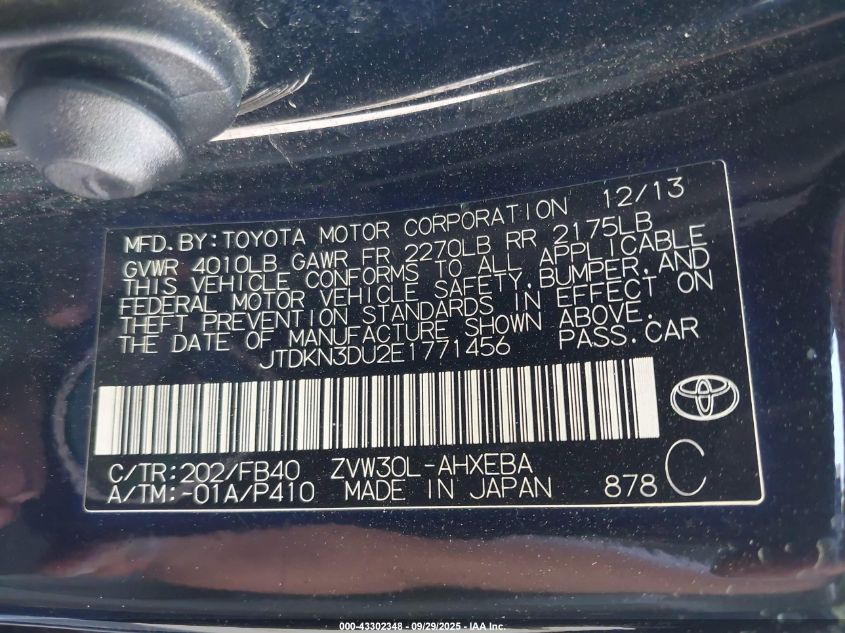 MFD.BY:TOYOTA MOTOR CORPORATION 12/13
GVWR 4010LB GAWR FR 2270LB RR 2175LB
THIS VEHICLE CONFORMS TO ALL APPLICABLE
FEDERAL MOTOR VEHICLE SAFETY,BUMPER,AND
THEFT PREVENTION STANDARDS IN EFFECT ON
THE DATE OF MANUFACTURE SHOWN ABOVE.
JTDKN3DU2E1771456 PASS.CAR
C/TR:202/FB40 ZVW30L-AHXEBA
A/TM:-01A/P410 MADE IN JAPAN 878 C
000-43302348 - 09/29/2025 - IAA Inc.